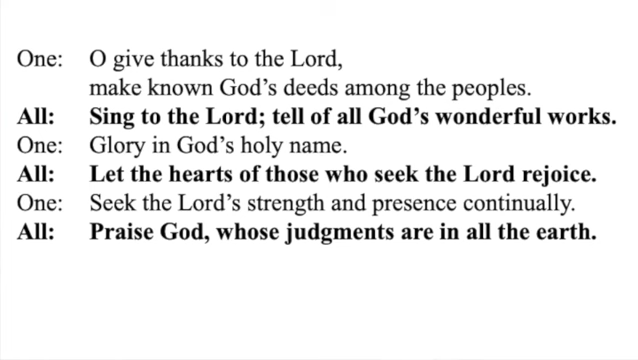 One: O give thanks to the Lord,
make known God's deeds among the peoples.
All: Sing to the Lord; tell of all God's wonderful works.
One: Glory in God's holy name.
All: Let the hearts of those who seek the Lord rejoice.
One: Seek the Lord's strength and presence continually.
All: Praise God, whose judgments are in all the earth.